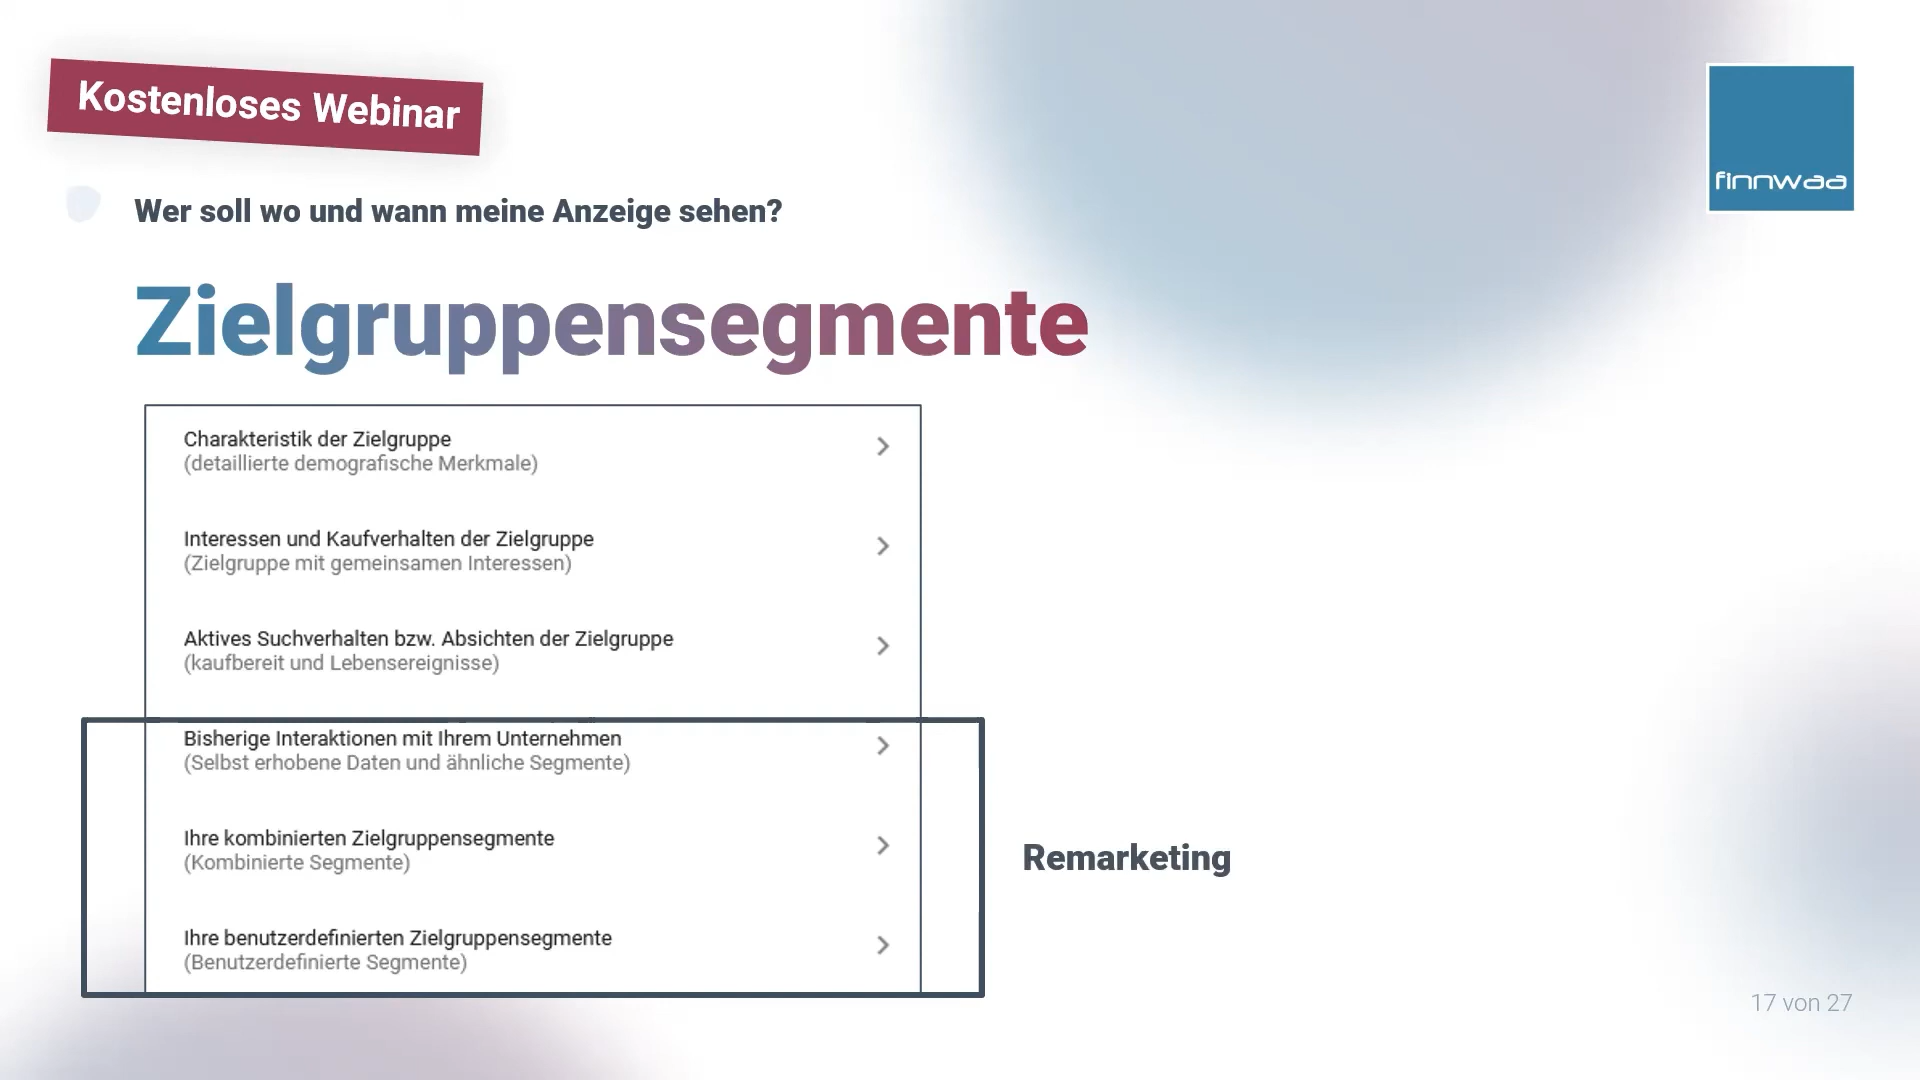 Kostenloses Webinar
finnwaa
Wer soll wo und wann meine Anzeige sehen?
Zielgruppensegmente
Charakteristik der Zielgruppe
(detaillierte demografische Merkmale)
Interessen und Kaufverhalten der Zielgruppe
(Zielgruppe mit gemeinsamen Interessen)
Aktives Suchverhalten bzw. Absichten der Zielgruppe
(kaufbereit und Lebensereignisse)
Bisherige Interaktionen mit Ihrem Unternehmen
(Selbst erhobene Daten und ähnliche Segmente)
Ihre kombinierten Zielgruppensegmente
(Kombinierte Segmente)
Ihre benutzerdefinierten Zielgruppensegmente
(Benutzerdefinierte Segmente)
Remarketing
17 von 27